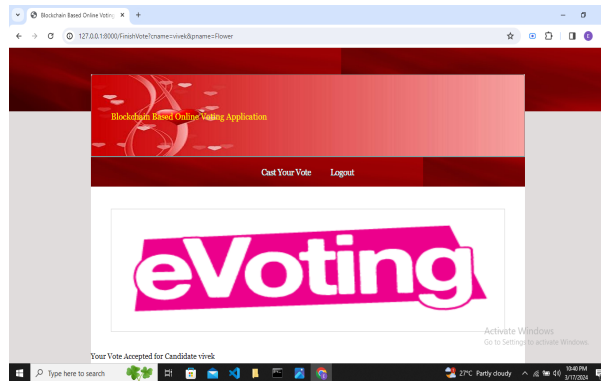 Blockchain Based Online Voting
127.0.0.1:8000/FinishVote?cname=vivek&pname=Flower
Blockchain Based Online Voting Application
Cast Your Vote Logout
eVoting
Activate Windows
Go to Settings to activate Windows.
Your Vote Accepted for Candidate vivek
Type here to search
27°C Partly cloudy
10:40 PM
3/17/2024